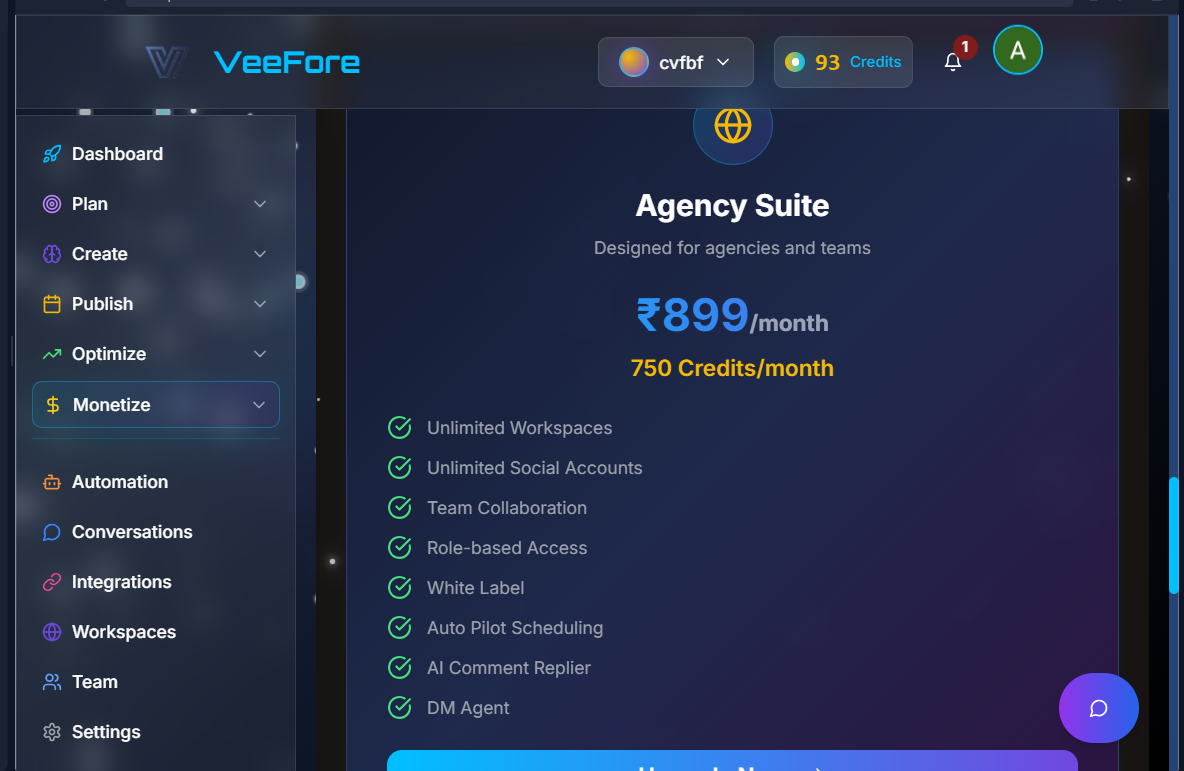 VeeFore
cvfbf
93 Credits
1
A
Dashboard
Plan
Create
Publish
Optimize
Monetize
Automation
Conversations
Integrations
Workspaces
Team
Settings
Agency Suite
Designed for agencies and teams
₹899/month
750 Credits/month
Unlimited Workspaces
Unlimited Social Accounts
Team Collaboration
Role-based Access
White Label
Auto Pilot Scheduling
AI Comment Replier
DM Agent